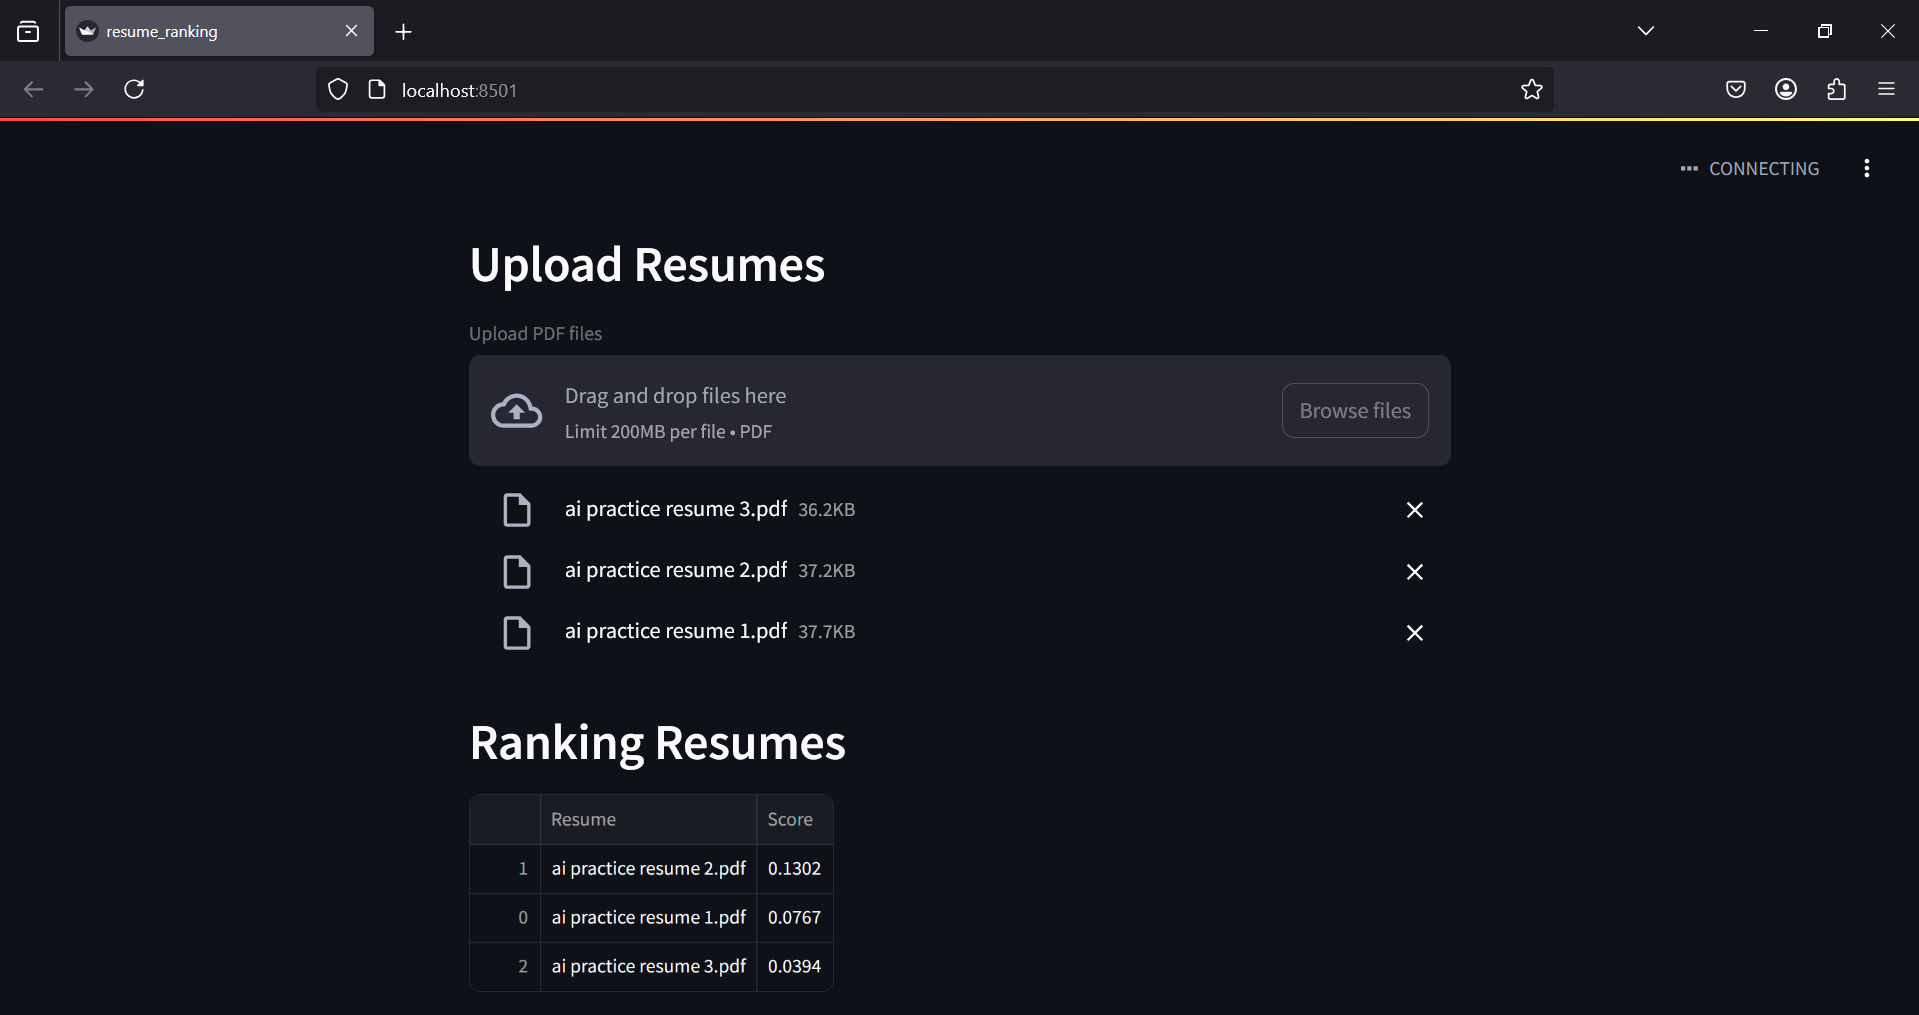 resume_ranking
localhost:8501
CONNECTING
Upload Resumes
Upload PDF files
Drag and drop files here
Limit 200MB per file • PDF
Browse files
ai practice resume 3.pdf 36.2KB
ai practice resume 2.pdf 37.2KB
ai practice resume 1.pdf 37.7KB
Ranking Resumes
Resume Score
1 ai practice resume 2.pdf 0.1302
0 ai practice resume 1.pdf 0.0767
2 ai practice resume 3.pdf 0.0394